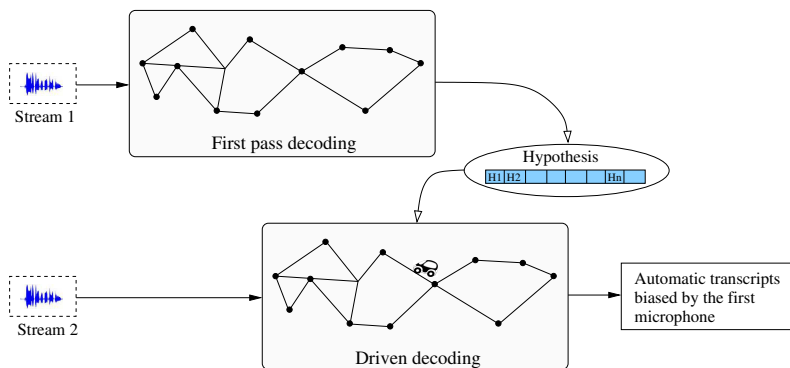 Stream 1
First pass decoding
Hypothesis
H1 H2 Hn
Stream 2
Driven decoding
Automatic transcripts
biased by the first
microphone